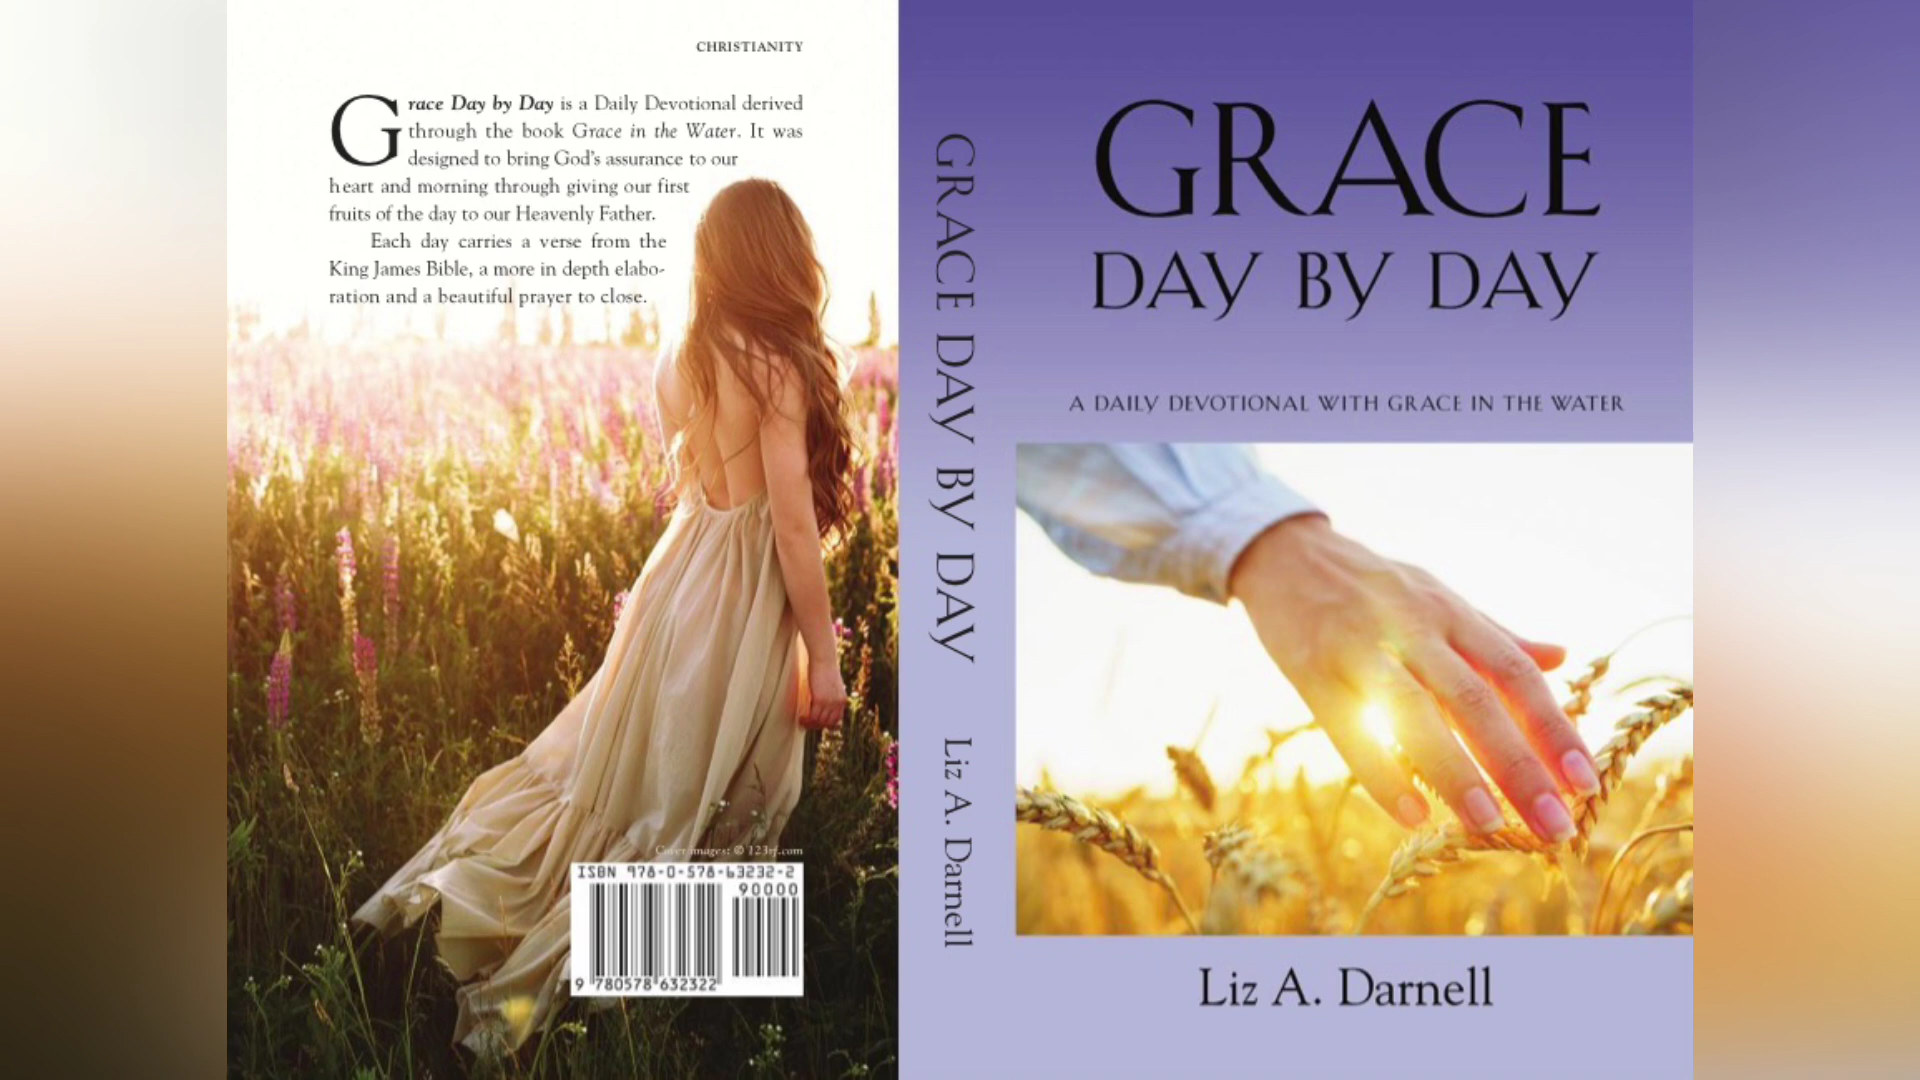 CHRISTIANITY
Grace Day by Day is a Daily Devotional derived
through the book Grace in the Water. It was
designed to bring God's assurance to our
heart and morning through giving our first
fruits of the day to our Heavenly Father.
Each day carries a verse from the
King James Bible, a more in depth elabo-
ration and a beautiful prayer to close.
Cover images: © 123rf.com
ISBN 978-0-578-63232-2
90000
9 780578 632322
GRACE DAY BY DAY Liz A. Darnell
GRACE
DAY BY DAY
A DAILY DEVOTIONAL WITH GRACE IN THE WATER
Liz A. Darnell